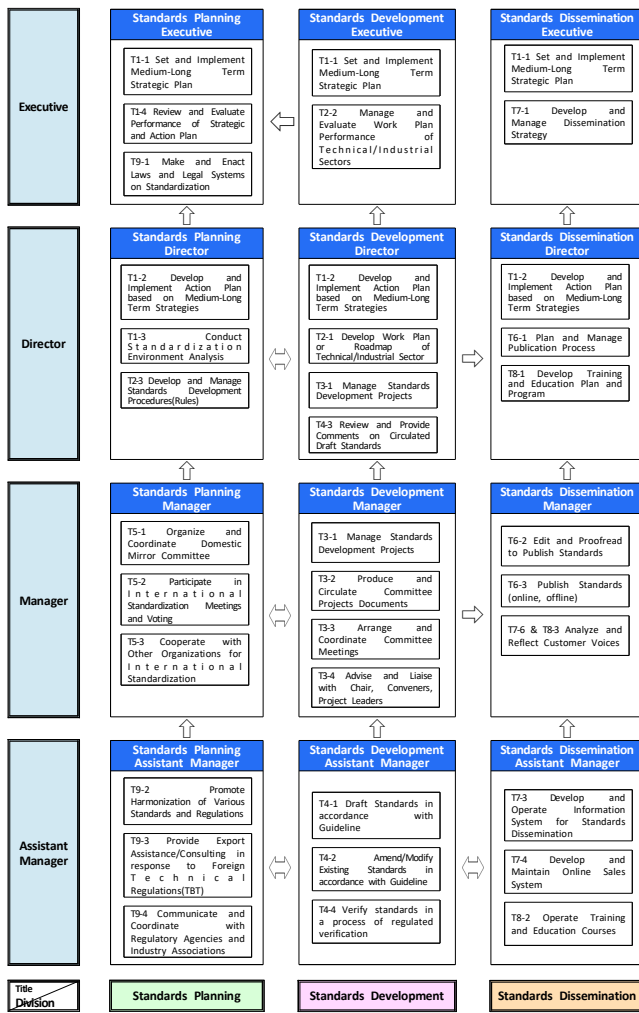 Standards Planning
Executive
Standards Development
Executive
Standards Dissemination
Executive
Executive
T1-1 Set and Implement
Medium-Long Term
Strategic Plan
T1-4 Review and Evaluate
Performance of Strategic
and Action Plan
T9-1 Make and Enact
Laws and Legal Systems
on Standardization
T1-1 Set and Implement
Medium-Long Term
Strategic Plan
T2-2 Manage and
Evaluate Work Plan
Performance of
Technical/Industrial
Sectors
T1-1 Set and Implement
Medium-Long Term
Strategic Plan
T7-1 Develop and
Manage Dissemination
Strategy
Standards Planning
Director
Standards Development
Director
Standards Dissemination
Director
Director
T1-2 Develop and
Implement Action Plan
based on Medium-Long
Term Strategies
T1-3 Conduct
Standardization
Environment Analysis
T2-3 Develop and Manage
Standards Development
Procedures(Rules)
T1-2 Develop and
Implement Action Plan
based on Medium-Long
Term Strategies
T2-1 Develop Work Plan
or Roadmap of
Technical/Industrial Sector
T3-1 Manage Standards
Development Projects
T4-3 Review and Provide
Comments on Circulated
Draft Standards
T1-2 Develop and
Implement Action Plan
based on Medium-Long
Term Strategies
T6-1 Plan and Manage
Publication Process
T8-1 Develop Training
and Education Plan and
Program
Standards Planning
Manager
Standards Development
Manager
Standards Dissemination
Manager
Manager
T5-1 Organize and
Coordinate Domestic
Mirror Committee
T5-2 Participate in
International
Standardization Meetings
and Voting
T5-3 Cooperate with
Other Organizations for
International
Standardization
T3-1 Manage Standards
Development Projects
T3-2 Produce and
Circulate Committee
Projects Documents
T3-3 Arrange and
Coordinate Committee
Meetings
T3-4 Advise and Liaise
with Chair, Conveners,
Project Leaders
T6-2 Edit and Proofread
to Publish Standards
T6-3 Publish Standards
(online, offline)
T7-6 & T8-3 Analyze and
Reflect Customer Voices
Standards Planning
Assistant Manager
Standards Development
Assistant Manager
Standards Dissemination
Assistant Manager
Assistant
Manager
T9-2 Promote
Harmonization of Various
Standards and Regulations
T9-3 Provide Export
Assistance/Consulting in
response to Foreign
Technical
Regulations(TBT)
T9-4 Communicate and
Coordinate with
Regulatory Agencies and
Industry Associations
T4-1 Draft Standards in
accordance with
Guideline
T4-2 Amend/Modify
Existing Standards in
accordance with Guideline
T4-4 Verify standards in
a process of regulated
verification
T7-3 Develop and
Operate Information
System for Standards
Dissemination
T7-4 Develop and
Maintain Online Sales
System
T8-2 Operate Training
and Education Courses
Title
Division
Standards Planning
Standards Development
Standards Dissemination